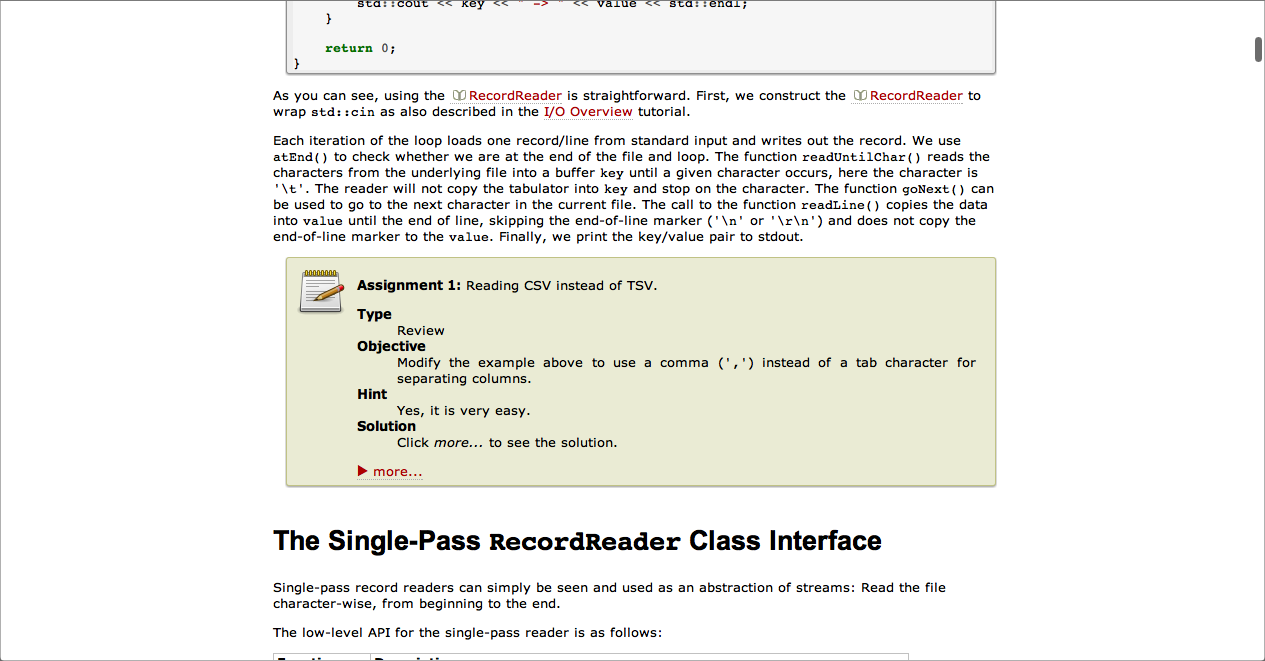 std::cout << key << " -> " << value << std::endl;
}
return 0;
}
As you can see, using the RecordReader is straightforward. First, we construct the RecordReader to
wrap std::cin as also described in the I/O Overview tutorial.
Each iteration of the loop loads one record/line from standard input and writes out the record. We use
atEnd() to check whether we are at the end of the file and loop. The function readUntilChar() reads the
characters from the underlying file into a buffer key until a given character occurs, here the character is
'\t'. The reader will not copy the tabulator into key and stop on the character. The function goNext() can
be used to go to the next character in the current file. The call to the function readLine() copies the data
into value until the end of line, skipping the end-of-line marker ('\n' or '\r\n') and does not copy the
end-of-line marker to the value. Finally, we print the key/value pair to stdout.
Assignment 1: Reading CSV instead of TSV.
Type
Review
Objective
Modify the example above to use a comma (',') instead of a tab character for
separating columns.
Hint
Yes, it is very easy.
Solution
Click more... to see the solution.
more...
The Single-Pass RecordReader Class Interface
Single-pass record readers can simply be seen and used as an abstraction of streams: Read the file
character-wise, from beginning to the end.
The low-level API for the single-pass reader is as follows: